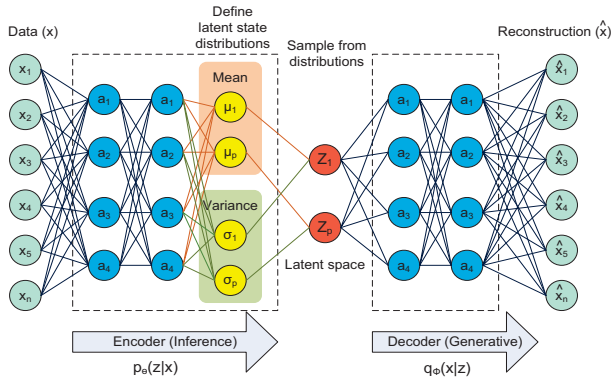 Data (x)
Define
latent state
distributions
Sample from
distributions
Reconstruction (x̂)
Mean
Variance
x1
x2
x3
x4
x5
xn
a1
a2
a3
a4
a1
a2
a3
a4
μ1
μp
σ1
σp
Z1
Zp
Latent space
a1
a2
a3
a4
a1
a2
a3
a4
x̂1
x̂2
x̂3
x̂4
x̂5
x̂n
Encoder (Inference)
pθ(z|x)
Decoder (Generative)
qΦ(x|z)